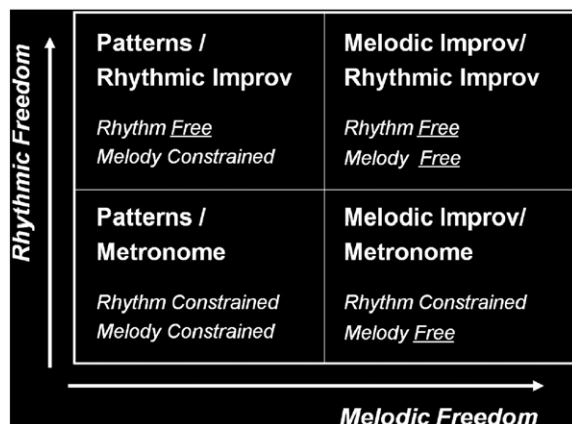 Rhythmic Freedom
Patterns /
Rhythmic Improv
Rhythm Free
Melody Constrained
Melodic Improv/
Rhythmic Improv
Rhythm Free
Melody Free
Patterns /
Metronome
Rhythm Constrained
Melody Constrained
Melodic Improv/
Metronome
Rhythm Constrained
Melody Free
Melodic Freedom